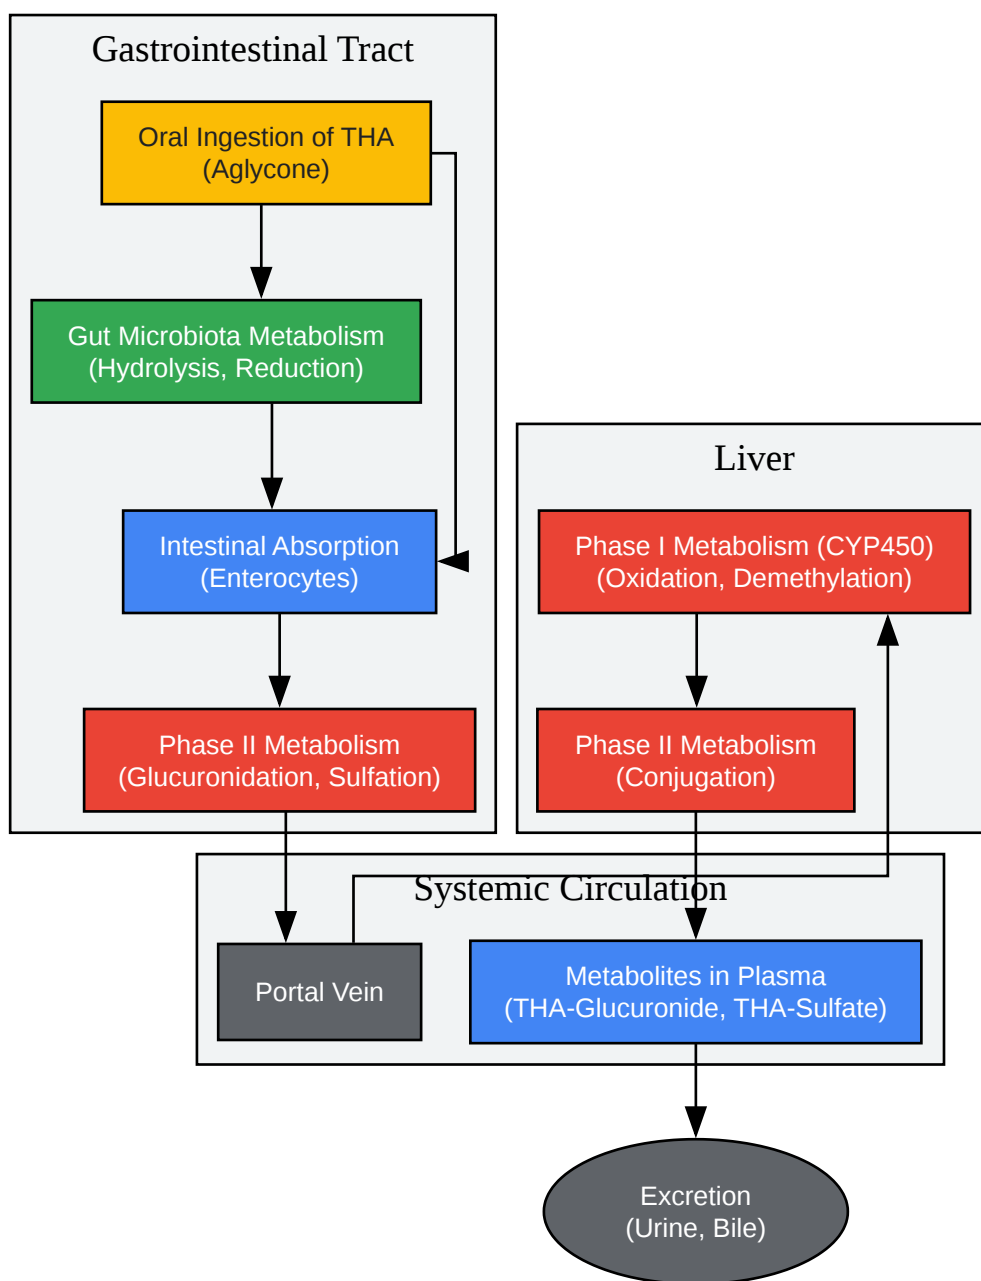 Gastrointestinal Tract
Oral Ingestion of THA
(Aglycone)
Gut Microbiota Metabolism
(Hydrolysis, Reduction)
Intestinal Absorption
(Enterocytes)
Phase II Metabolism
(Glucuronidation, Sulfation)
Liver
Phase I Metabolism (CYP450)
(Oxidation, Demethylation)
Phase II Metabolism
(Conjugation)
Systemic Circulation
Portal Vein
Metabolites in Plasma
(THA-Glucuronide, THA-Sulfate)
Excretion
(Urine, Bile)